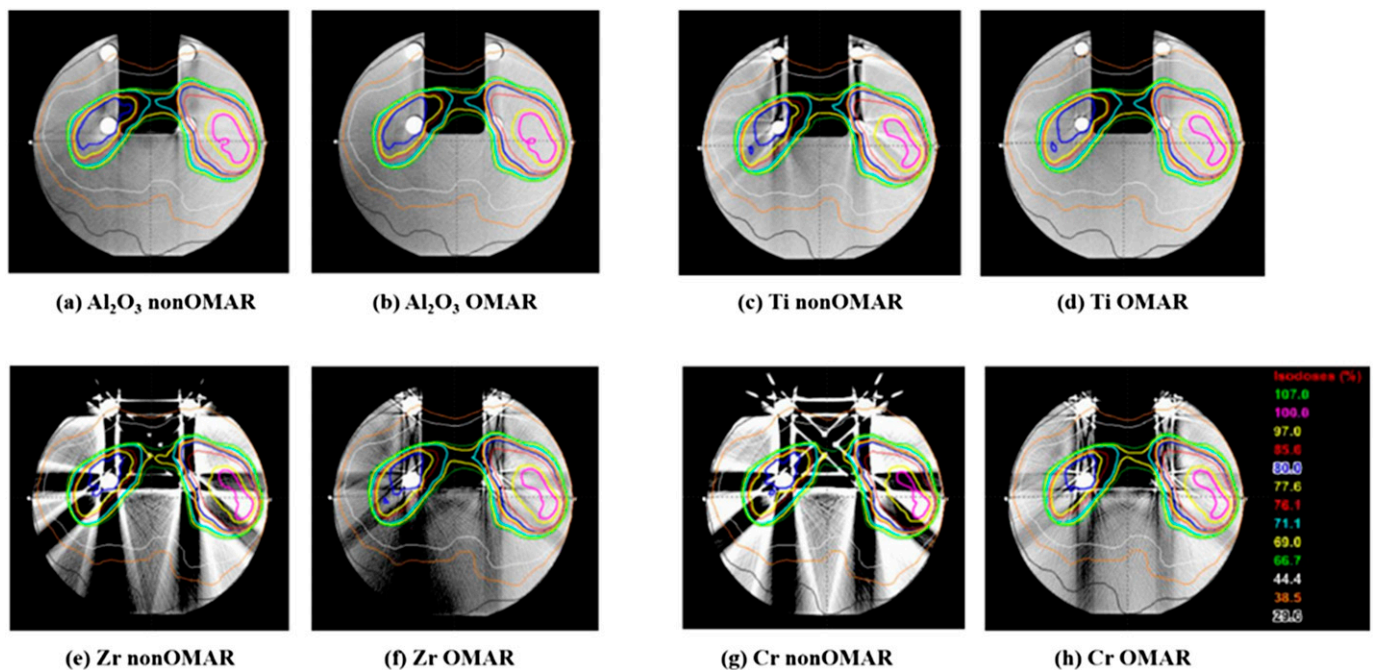 (a) Al₂O₃ nonOMAR
(b) Al₂O₃ OMAR
(c) Ti nonOMAR
(d) Ti OMAR
Isodoses (%)
107.0
100.0
97.0
85.6
80.0
77.6
76.1
71.1
69.0
66.7
44.4
38.5
29.6
(e) Zr nonOMAR
(f) Zr OMAR
(g) Cr nonOMAR
(h) Cr OMAR